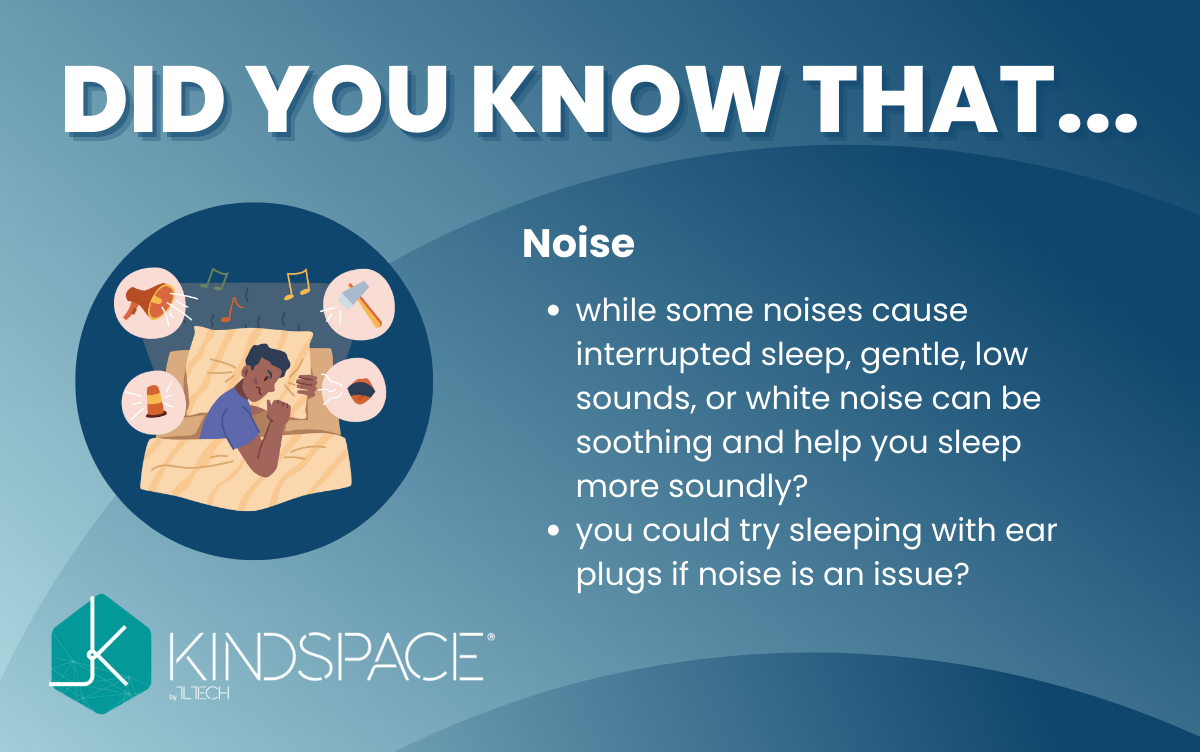 DID YOU KNOW THAT...
Noise
• while some noises cause
interrupted sleep, gentle, low
sounds, or white noise can be
soothing and help you sleep
more soundly?
• you could try sleeping with ear
plugs if noise is an issue?
KINDSPACE®
by 1LTECH